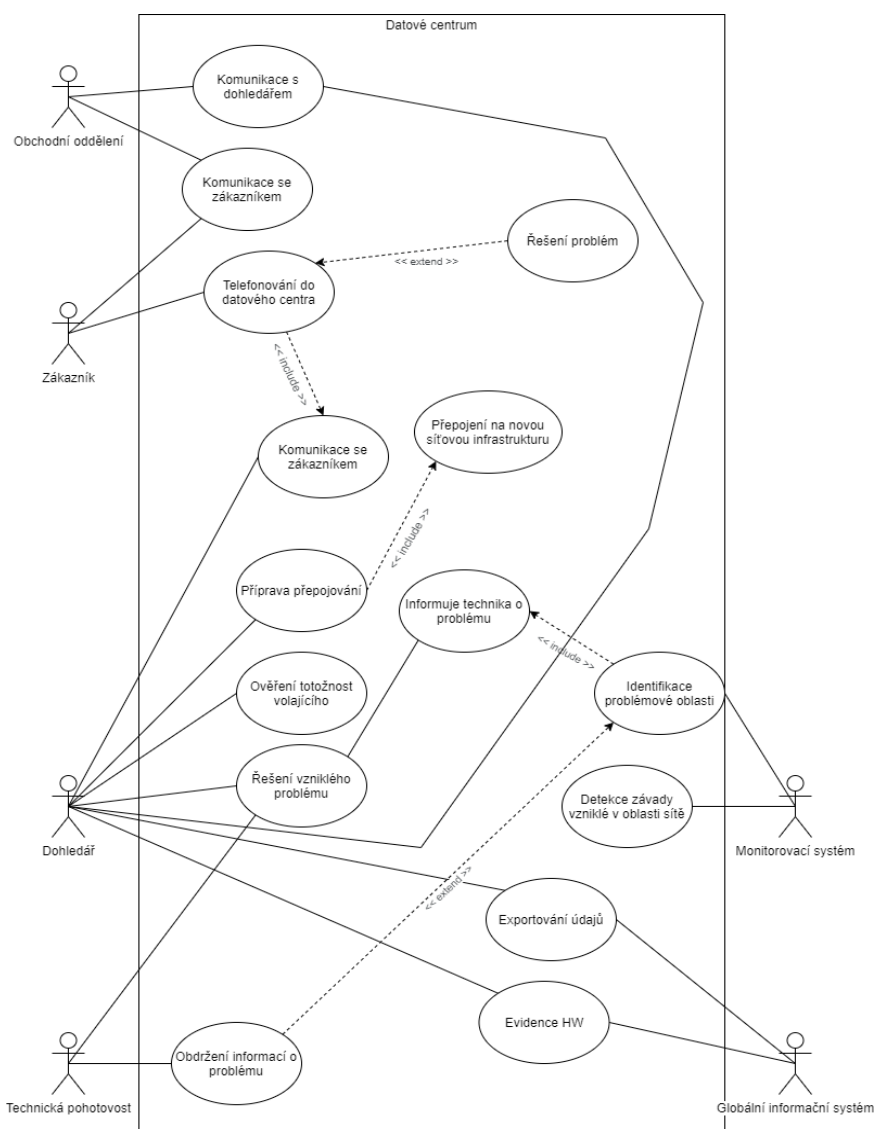 Datové centrum
Komunikace s
dohledářem
Obchodní oddělení
Komunikace se
zákazníkem
Řešení problém
<< extend >>
Telefonování do
datového centra
Zákazník
<< include >>
Přepojení na novou
síťovou infrastrukturu
Komunikace se
zákazníkem
<< include >>
Příprava přepojování
Informuje technika o
problému
<< include >>
Ověření totožnost
volajícího
Identifikace
problémové oblasti
Řešení vzniklého
problému
Detekce závady
vzniklé v oblasti sítě
Dohledář
Monitorovací systém
<< extend >>
Exportování údajů
Evidence HW
Obdržení informací o
problému
Technická pohotovost
Globální informační systém